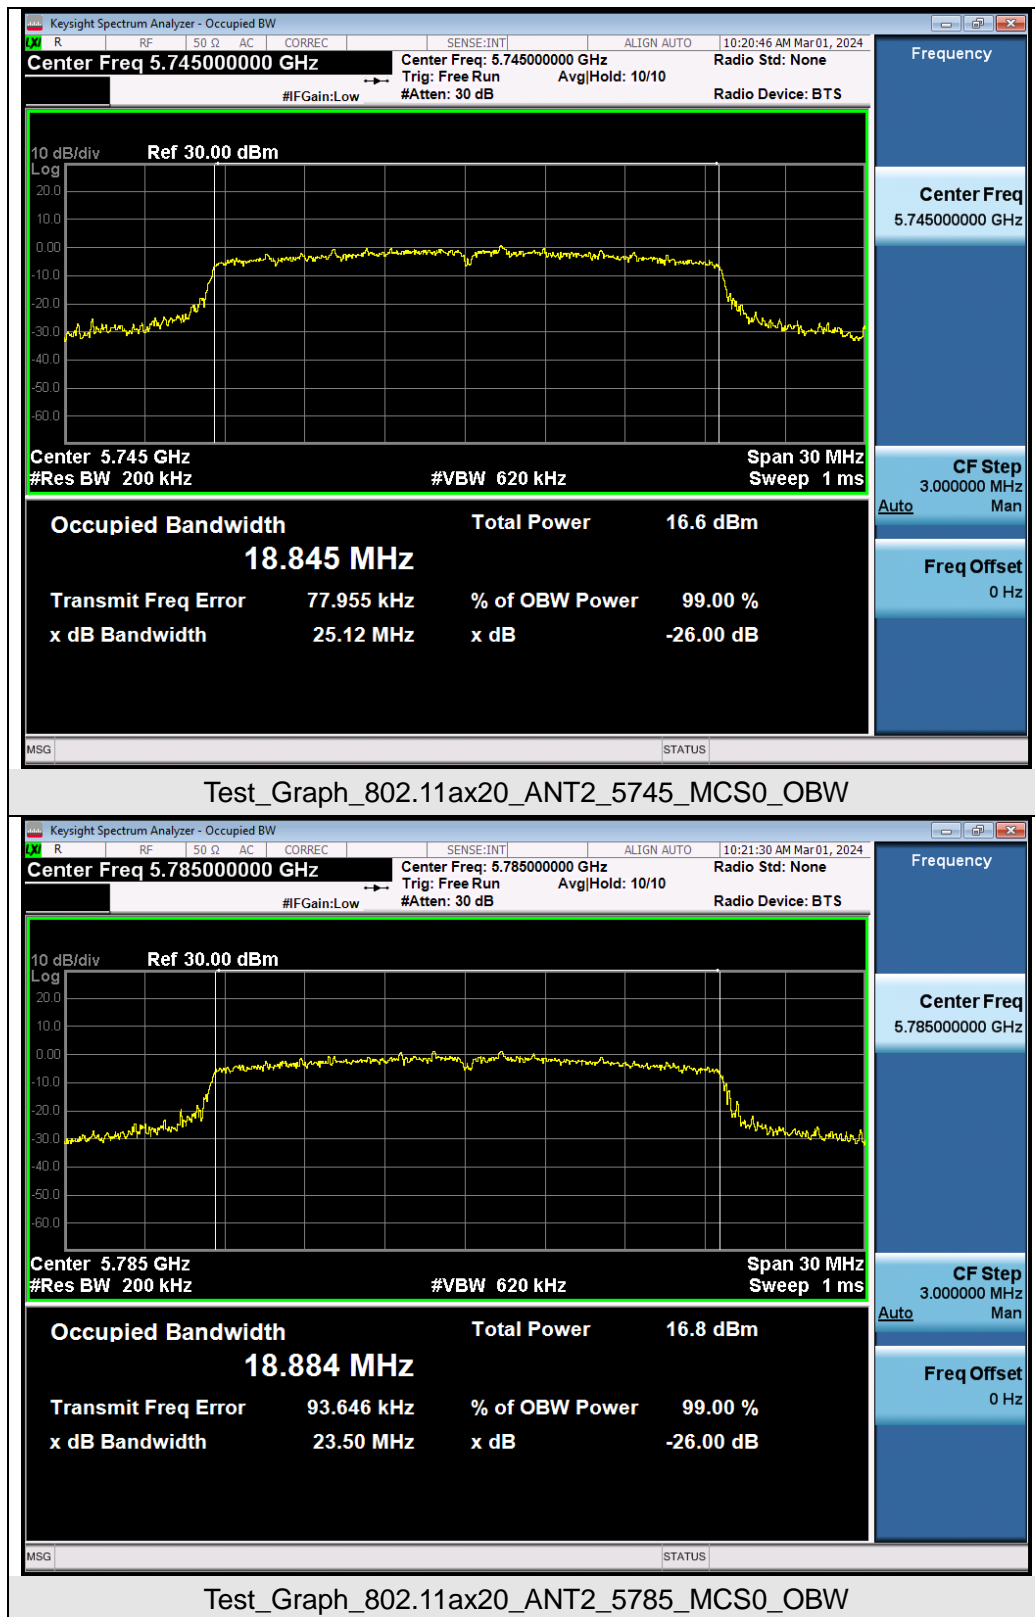 Keysight Spectrum Analyzer - Occupied BW
LXI R RF 50 Ω AC CORREC SENSE:INT ALIGN AUTO 10:20:46 AM Mar 01, 2024
Center Freq 5.745000000 GHz
Center Freq: 5.745000000 GHz
Radio Std: None
Trig: Free Run Avg|Hold: 10/10
#IFGain:Low
#Atten: 30 dB
Radio Device: BTS
10 dB/div Ref 30.00 dBm
Log
20.0
10.0
0.00
-10.0
-20.0
-30.0
-40.0
-50.0
-60.0
Center 5.745 GHz Span 30 MHz
#Res BW 200 kHz #VBW 620 kHz Sweep 1 ms
Occupied Bandwidth Total Power 16.6 dBm
18.845 MHz
Transmit Freq Error 77.955 kHz % of OBW Power 99.00 %
x dB Bandwidth 25.12 MHz x dB -26.00 dB
MSG STATUS
Frequency
Center Freq
5.745000000 GHz
CF Step
3.000000 MHz
Auto Man
Freq Offset
0 Hz
Test_Graph_802.11ax20_ANT2_5745_MCS0_OBW
Keysight Spectrum Analyzer - Occupied BW
LXI R RF 50 Ω AC CORREC SENSE:INT ALIGN AUTO 10:21:30 AM Mar 01, 2024
Center Freq 5.785000000 GHz
Center Freq: 5.785000000 GHz
Radio Std: None
Trig: Free Run Avg|Hold: 10/10
#IFGain:Low
#Atten: 30 dB
Radio Device: BTS
10 dB/div Ref 30.00 dBm
Log
20.0
10.0
0.00
-10.0
-20.0
-30.0
-40.0
-50.0
-60.0
Center 5.785 GHz Span 30 MHz
#Res BW 200 kHz #VBW 620 kHz Sweep 1 ms
Occupied Bandwidth Total Power 16.8 dBm
18.884 MHz
Transmit Freq Error 93.646 kHz % of OBW Power 99.00 %
x dB Bandwidth 23.50 MHz x dB -26.00 dB
MSG STATUS
Frequency
Center Freq
5.785000000 GHz
CF Step
3.000000 MHz
Auto Man
Freq Offset
0 Hz
Test_Graph_802.11ax20_ANT2_5785_MCS0_OBW